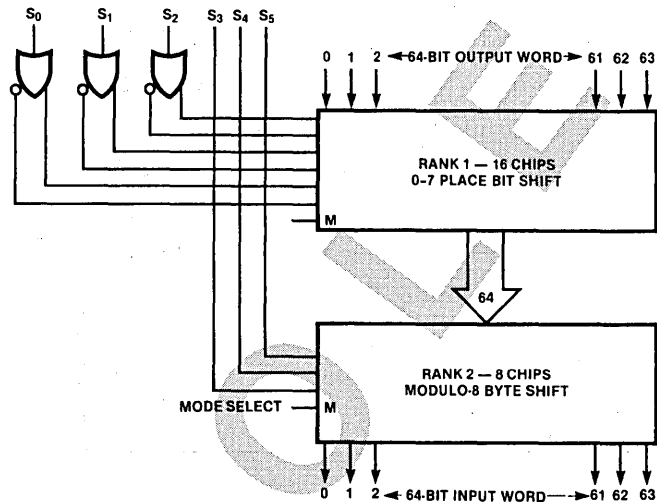 S0 S1 S2 S3 S4 S5
0 1 2 64-BIT OUTPUT WORD 61 62 63
RANK 1 — 16 CHIPS
0-7 PLACE BIT SHIFT
M
64
RANK 2 — 8 CHIPS
MODULO-8 BYTE SHIFT
MODE SELECT M
0 1 2 64-BIT INPUT WORD 61 62 63
OLE